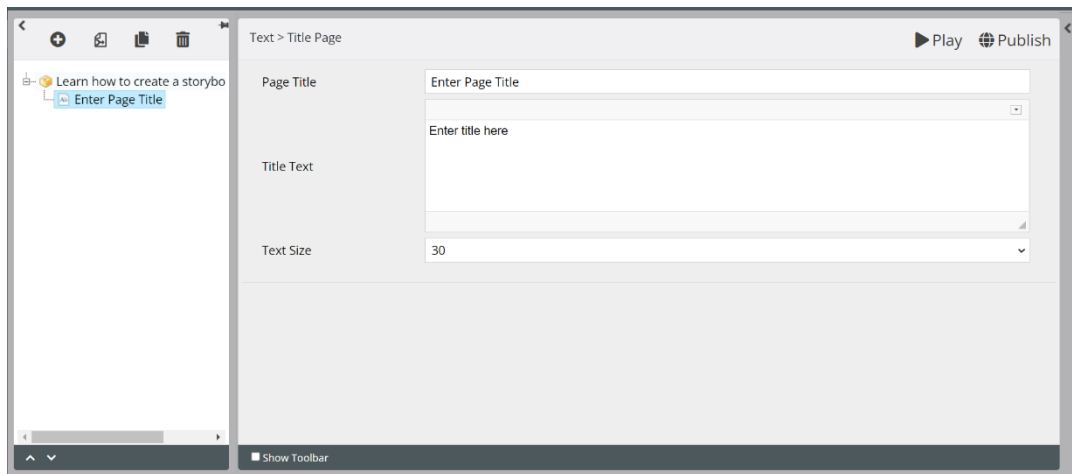 Text > Title Page
Play
Publish
Learn how to create a storybo
Enter Page Title
Page Title
Enter Page Title
Enter title here
Title Text
Text Size
30
Show Toolbar